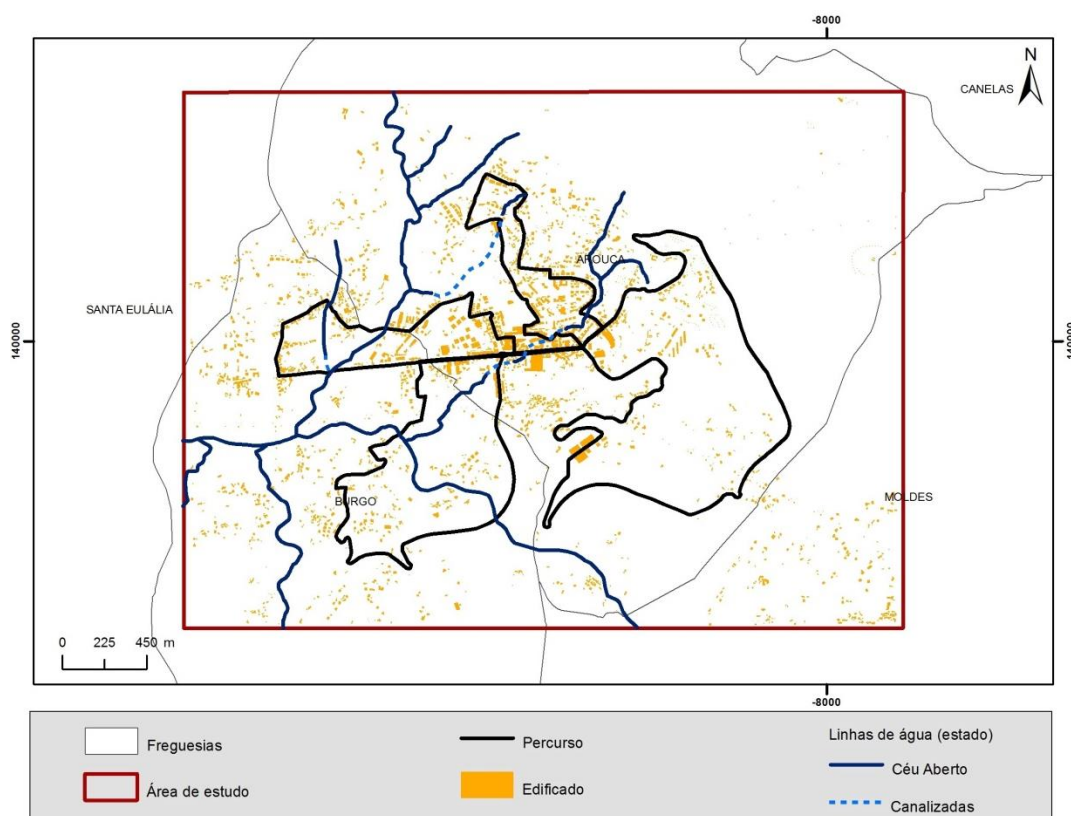 -8000
N
CANELAS
AROUCA
SANTA EULÁLIA
140000
140000
BURGO
MOLDES
0 225 450 m
-8000
Freguesias
Área de estudo
Percurso
Edificado
Linhas de água (estado)
Céu Aberto
Canalizadas